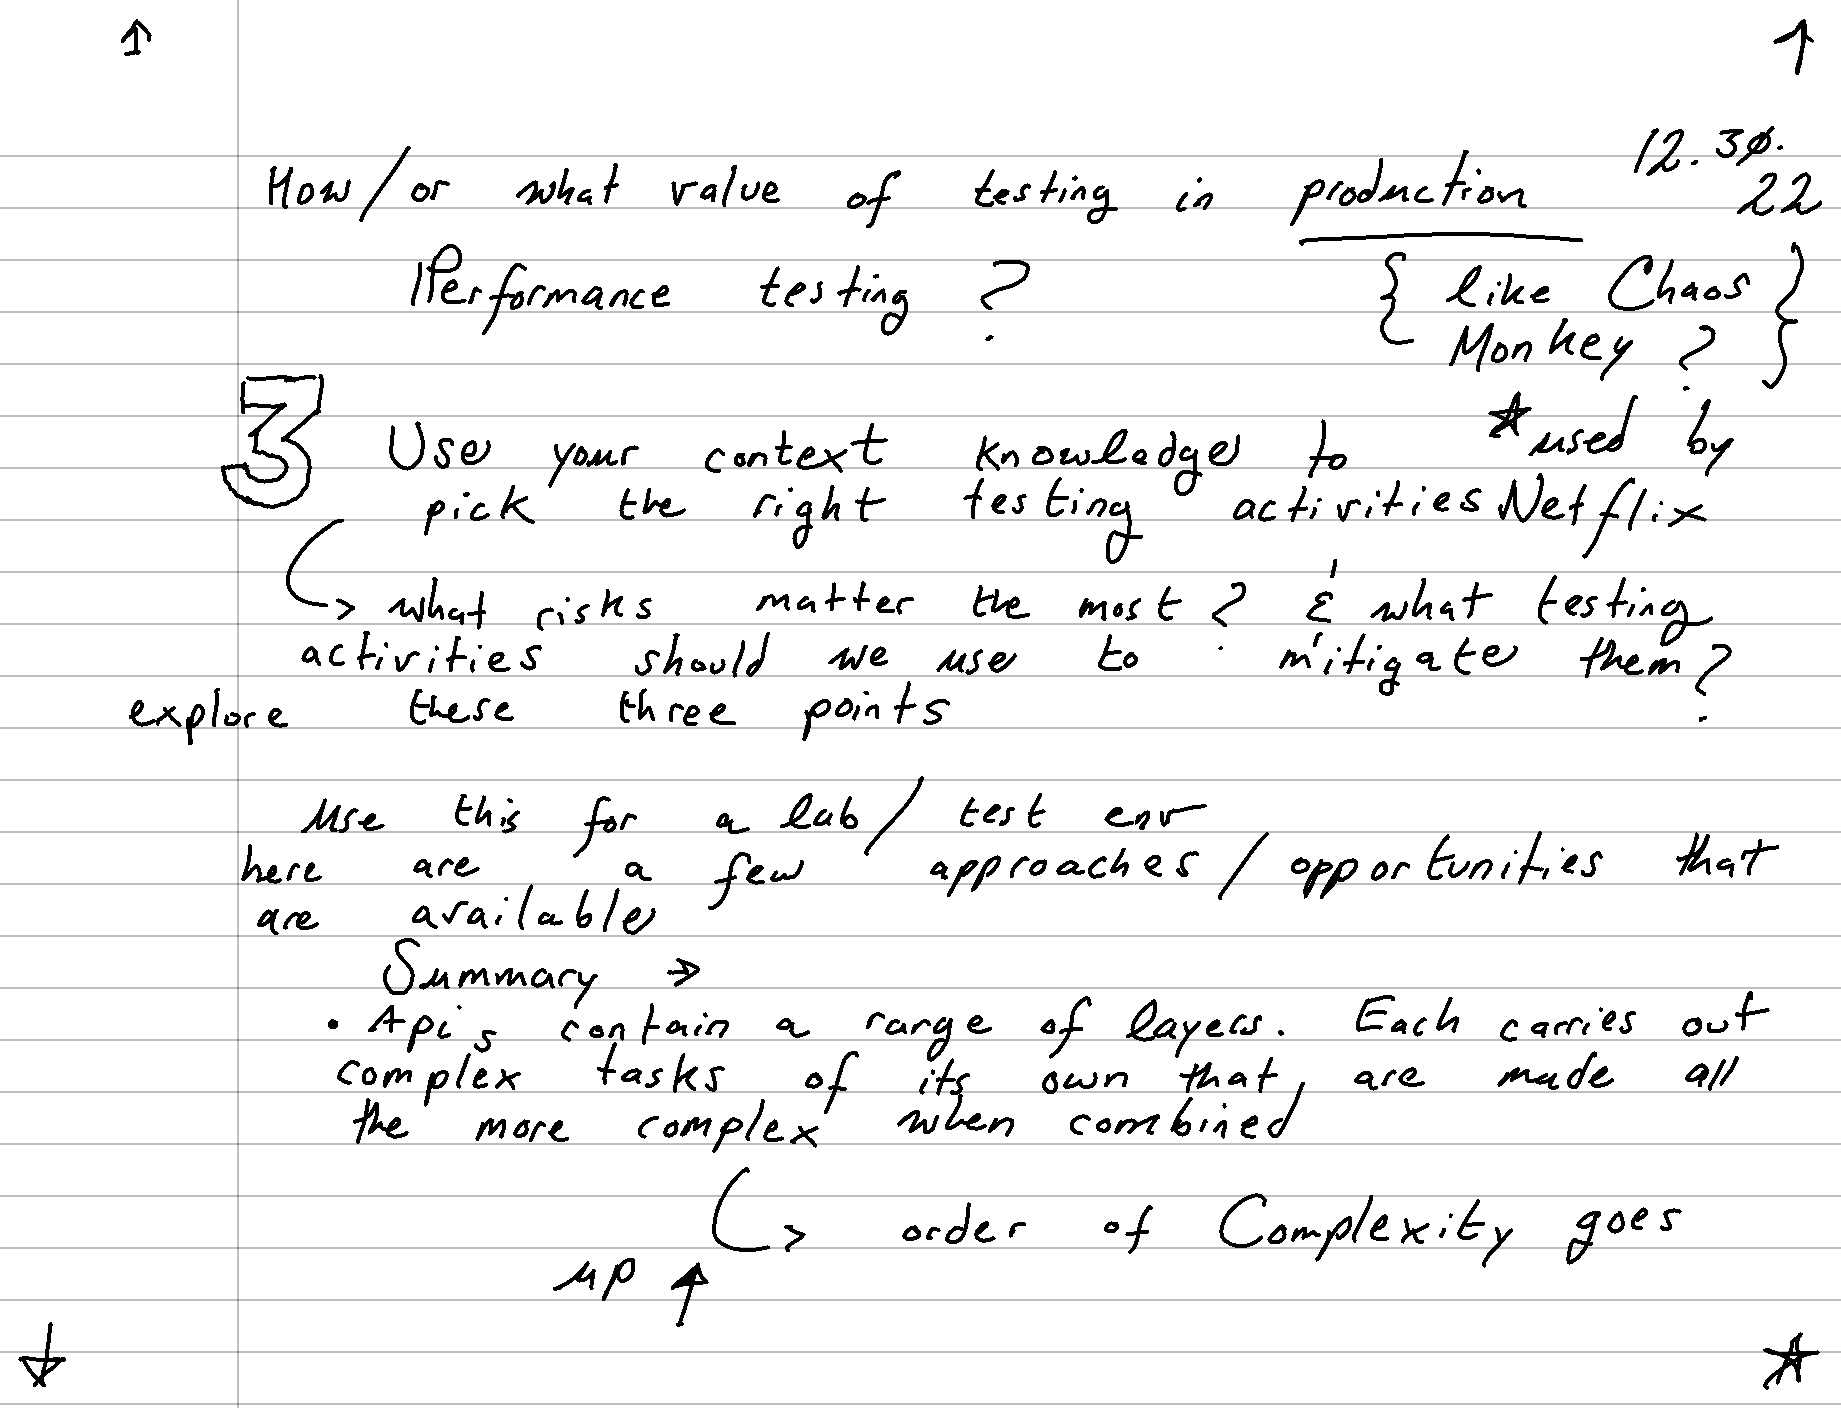 12.30.
How/or what value of testing in production 22
Performance testing ? { like Chaos
Monkey ? }
3 Use your context knowledge to *used by
pick the right testing activities Netflix
↳ what risks matter the most ? & what testing
activities should we use to mitigate them?
explore these three points
use this for a lab / test env
here are a few approaches / opportunities that
are available
Summary →
• Apis contain a range of layers. Each carries out
complex tasks of its own that, are made all
the more complex when combined
↳ order of Complexity goes
up ↑